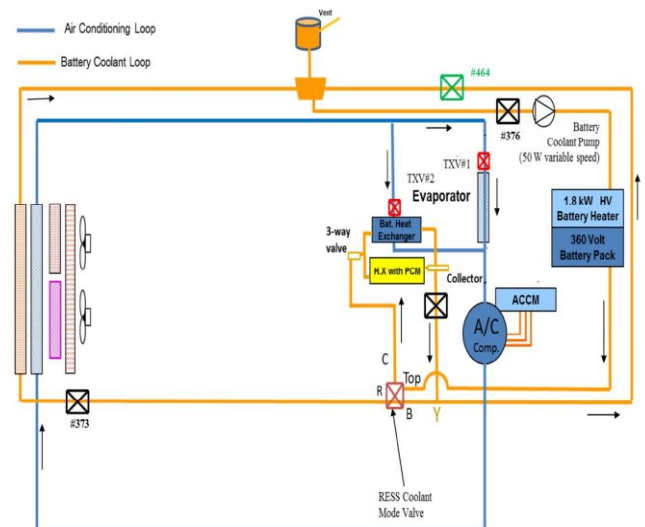 Vent
Air Conditioning Loop
Battery Coolant Loop
#464
#376
Battery
Coolant Pump
(50 W variable speed)
TXV#1
TXV#2
Evaporator
1.8 kW HV
Battery Heater
360 Volt
Battery Pack
3-way
valve
Bat. Heat
Exchanger
H.X with PCM
Collector
ACCM
A/C
Comp.
C
Top
R
B
Y
#373
RESS Coolant
Mode Valve